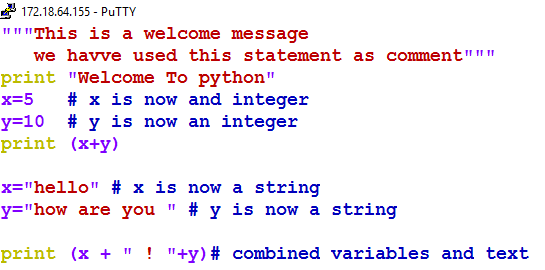 172.18.64.155 - PuTTY
"""This is a welcome message
   we havve used this statement as comment"""
print "Welcome To python"
x=5   # x is now and integer
y=10  # y is now an integer
print (x+y)

x="hello" # x is now a string
y="how are you " # y is now a string

print (x + " ! "+y)# combined variables and text